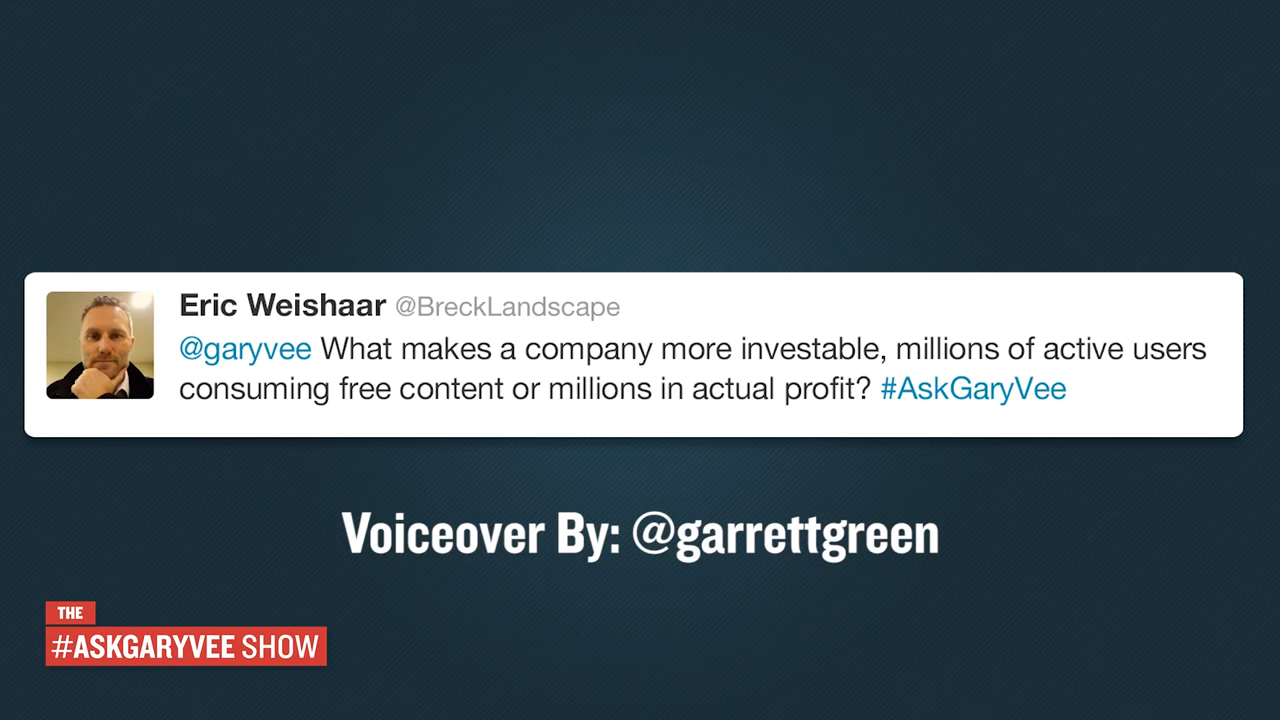 Eric Weishaar @BreckLandscape
@garyvee What makes a company more investable, millions of active users
consuming free content or millions in actual profit? #AskGaryVee
Voiceover By: @garrettgreen
THE
#ASKGARYVEE SHOW